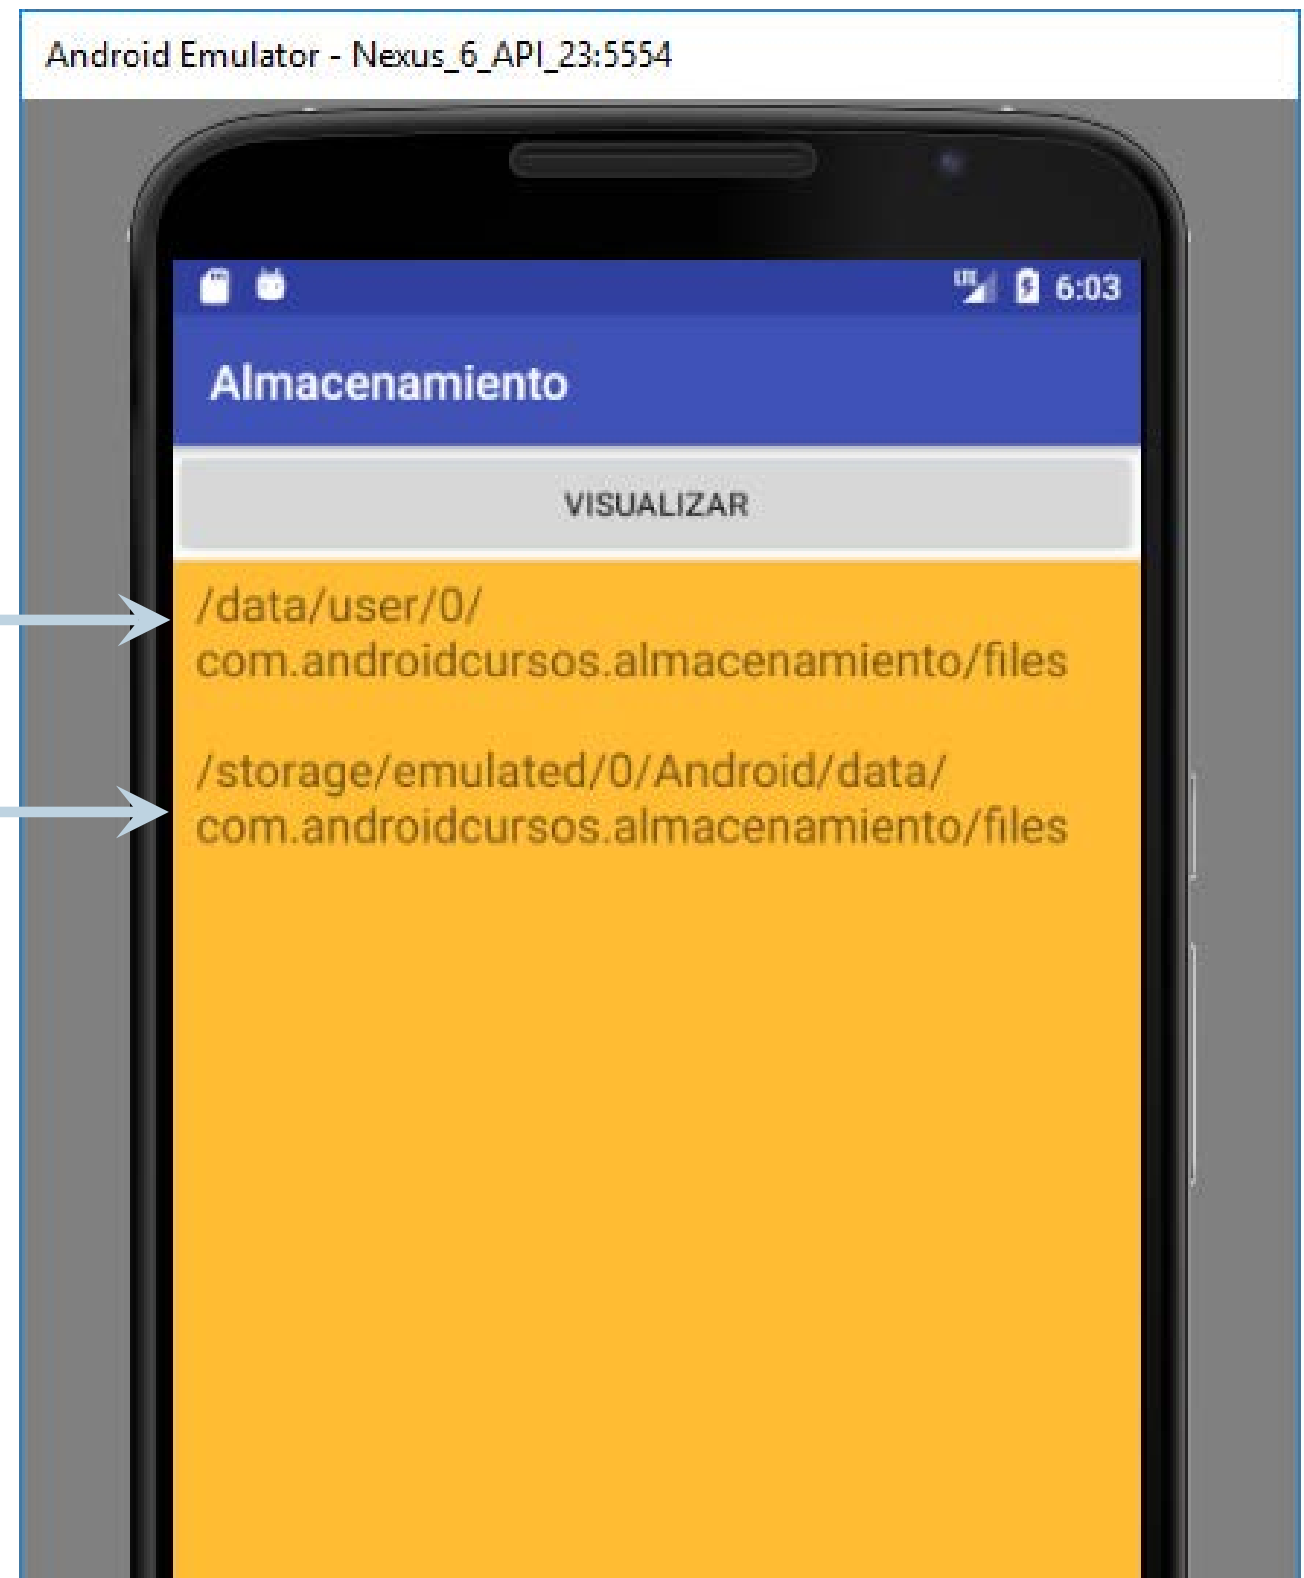 Android Emulator - Nexus_6_API_23:5554
LTE 6:03
Almacenamiento
VISUALIZAR
/data/user/0/
com.androidcursos.almacenamiento/files
/storage/emulated/0/Android/data/
com.androidcursos.almacenamiento/files